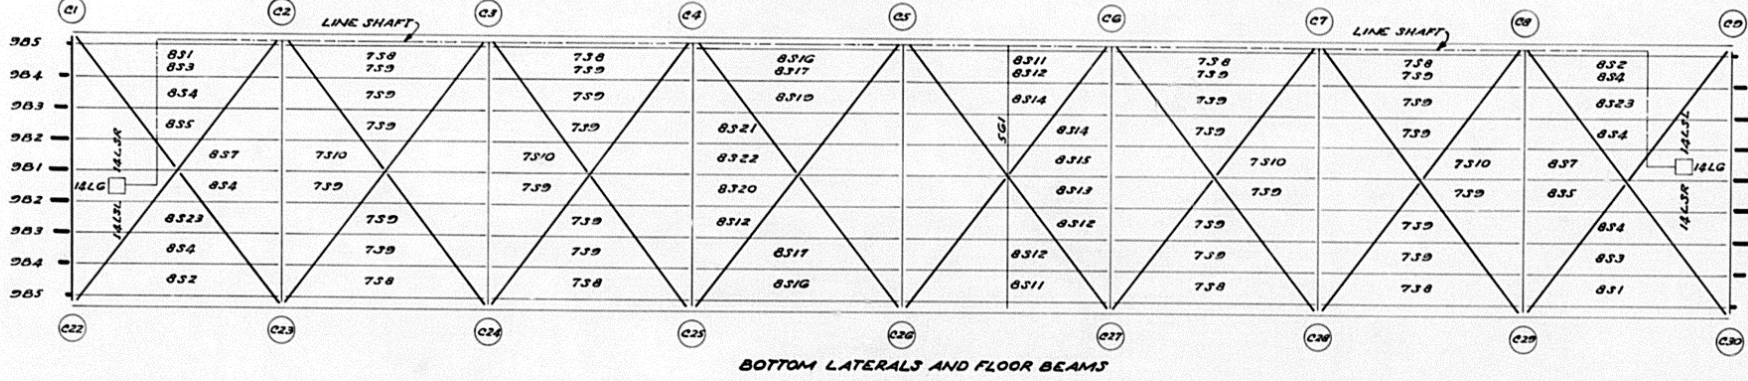 C1 C2 C3 C4 C5 C6 C7 C8 C9
LINE SHAFT LINE SHAFT
985 8S1 7S8 7S8 8S16 8S11 7S8 7S8 8S2
8S3 7S9 7S9 8S17 8S12 7S9 7S9 8S4
984 8S4 7S9 7S9 8S19 8S14 7S9 7S9 8S23
983 8S5 7S9 7S9 8S21 5G1 8S14 7S9 7S9 8S4
982 14LSR 8S7 7S10 7S10 8S22 8S15 7S10 7S10 8S7 14LSL
981 14LG 8S4 7S9 7S9 8S20 8S13 7S9 7S9 8S5 14LG
982 14LSL 8S23 7S9 7S9 8S12 8S12 7S9 7S9 8S4 14LSR
983 8S4 7S9 7S9 8S17 8S12 7S9 7S9 8S3
984 8S2 7S8 7S8 8S16 8S11 7S8 7S8 8S1
985
C22 C23 C24 C25 C26 C27 C28 C29 C30
BOTTOM LATERALS AND FLOOR BEAMS